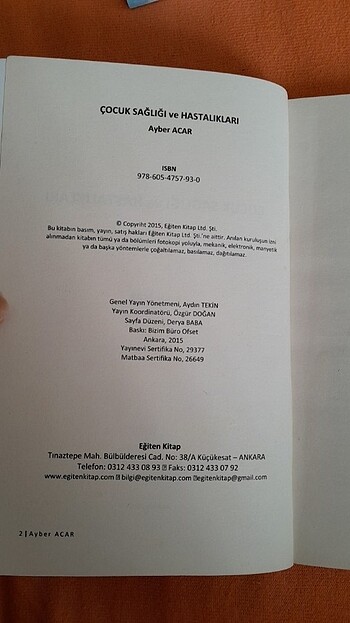 ÇOCUK SAĞLIĞI ve HASTALIKLARI
Ayber ACAR
ISBN
978-605-4757-93-0
© Copyriht 2015, Eğiten Kitap Ltd. Şti.
Bu kitabın basım, yayın, satış hakları Eğiten Kitap Ltd. Şti.'ne aittir. Anılan kuruluşun izni
alınmadan kitabın tümü ya da bölümleri fotokopi yoluyla, mekanik, elektronik, manyetik
ya da başka yöntemlerle çoğaltılamaz, basılamaz, dağıtılamaz.
Genel Yayın Yönetmeni, Aydın TEKİN
Yayın Koordinatörü, Özgür DOĞAN
Sayfa Düzeni, Derya BABA
Baskı: Bizim Büro Ofset
Ankara, 2015
Yayınevi Sertifika No, 29377
Matbaa Sertifika No, 26649
Eğiten Kitap
Tınaztepe Mah. Bülbülderesi Cad. No: 38/A Küçükesat – ANKARA
Telefon: 0312 433 08 93 Faks: 0312 433 07 92
www.egitenkitap.com bilgi@egitenkitap.com egitenkitap@gmail.com
2 | Ayber ACAR